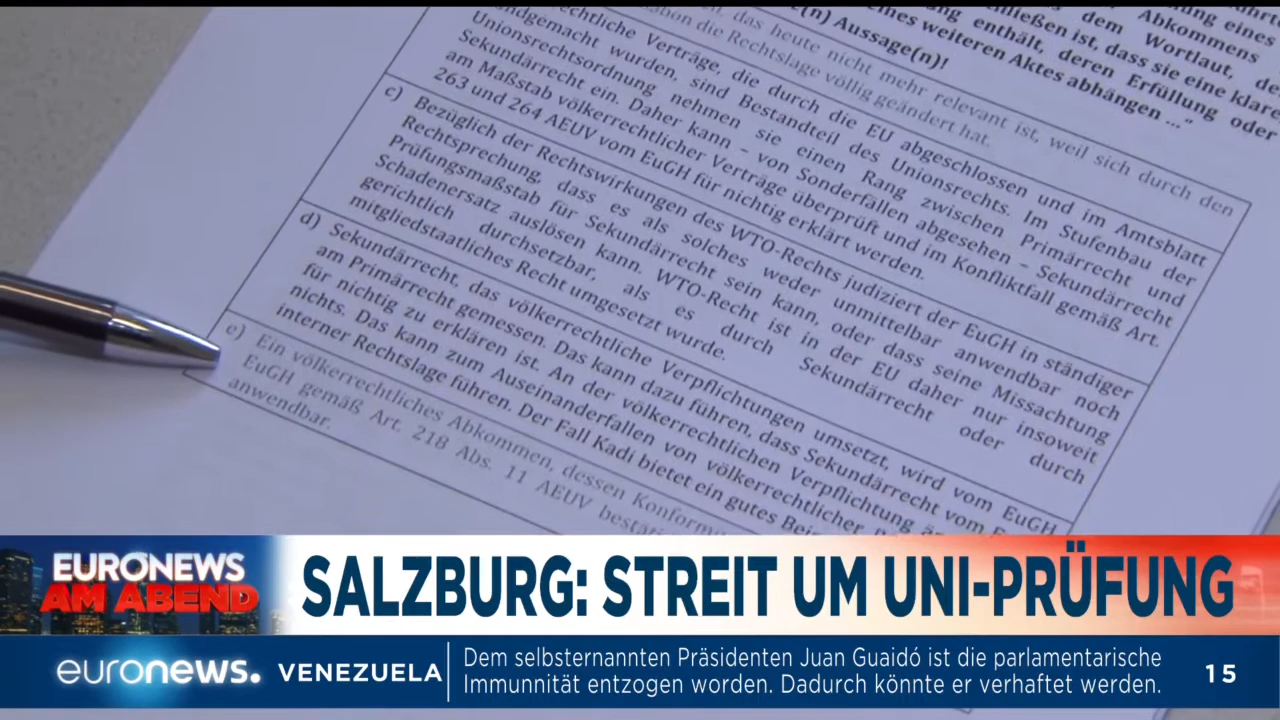 eines weiteren Aktes abhängen ..."
e(n) Aussage(n)!
das heute nicht mehr relevant ist, weil sich durch den
die Rechtslage völlig geändert hat.
rechtliche Verträge, die durch die EU abgeschlossen und im Amtsblatt
ndgemacht wurden, sind Bestandteil des Unionsrechts. Im Stufenbau der
Unionsrechtsordnung nehmen sie einen Rang zwischen Primärrecht und
Sekundärrecht ein. Daher kann – von Sonderfällen abgesehen – Sekundärrecht
am Maßstab völkerrechtlicher Verträge überprüft und im Konfliktfall gemäß Art.
263 und 264 AEUV vom EuGH für nichtig erklärt werden.
c) Bezüglich der Rechtswirkungen des WTO-Rechts judiziert der EuGH in ständiger
Rechtsprechung, dass es als solches weder unmittelbar anwendbar noch
Prüfungsmaßstab für Sekundärrecht sein kann, oder dass seine Missachtung
Schadenersatz auslösen kann. WTO-Recht ist in der EU daher nur insoweit
gerichtlich durchsetzbar, als es durch Sekundärrecht oder durch
mitgliedstaatliches Recht umgesetzt wurde.
d) Sekundärrecht, das völkerrechtliche Verpflichtungen umsetzt, wird vom EuGH
am Primärrecht gemessen. Das kann dazu führen, dass Sekundärrecht vom
für nichtig zu erklären ist. An der völkerrechtlichen Verpflichtung
nichts. Das kann zum Auseinanderfallen von völkerrechtlicher
interner Rechtslage führen. Der Fall Kadi bietet ein gutes
e) Ein völkerrechtliches Abkommen, dessen
EuGH gemäß Art. 218 Abs. 11 AEUV
anwendbar.
EURONEWS
AM ABEND
SALZBURG: STREIT UM UNI-PRÜFUNG
euronews.
VENEZUELA
Dem selbsternannten Präsidenten Juan Guaidó ist die parlamentarische
Immunnität entzogen worden. Dadurch könnte er verhaftet werden.
15